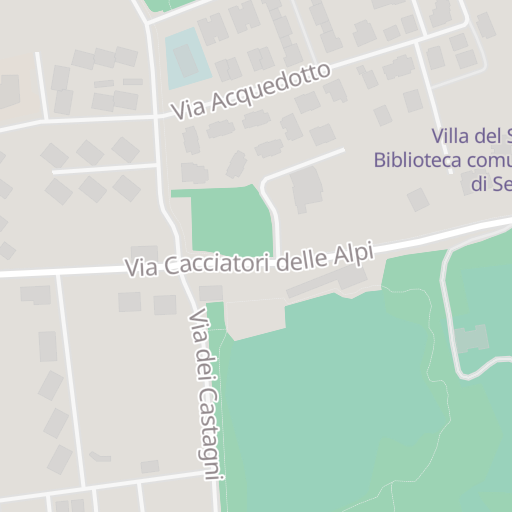 Via Acquedotto
Villa del S
Biblioteca comu
di Se
Via Cacciatori delle Alpi
Via dei Castagni